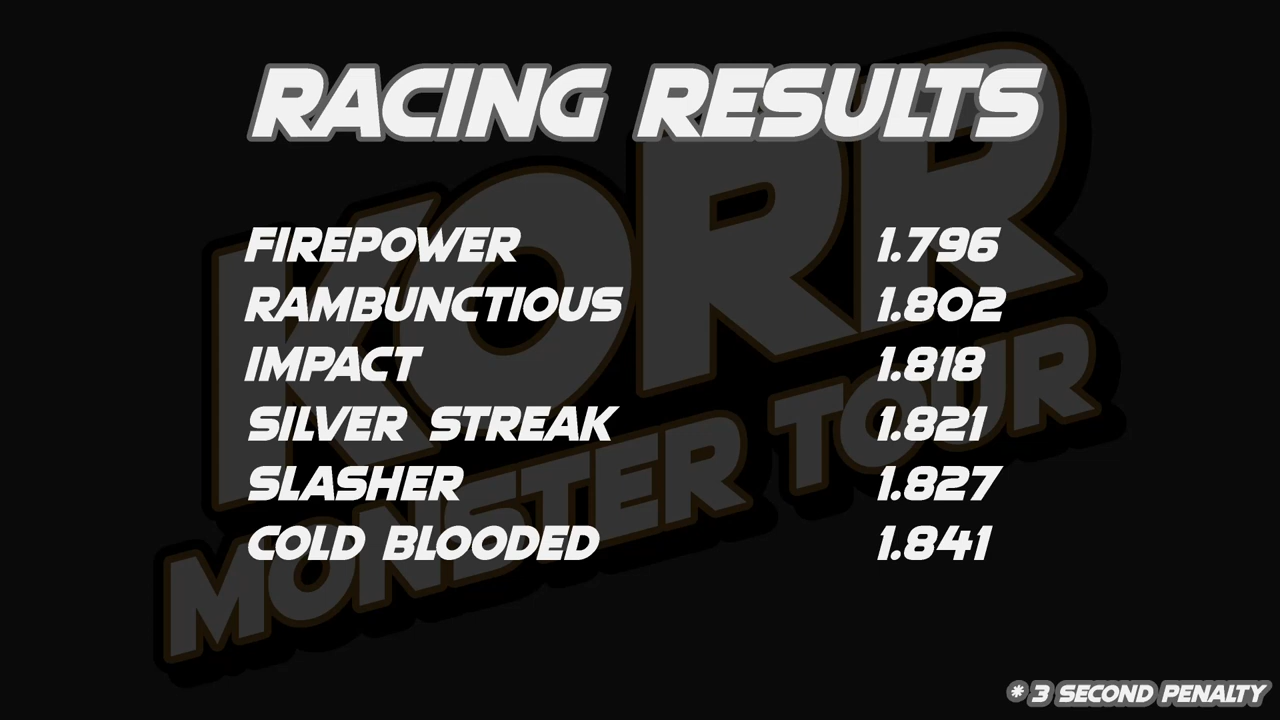 RACING RESULTS
KORR
MONSTER TOUR
FIREPOWER 1.796
RAMBUNCTIOUS 1.802
IMPACT 1.818
SILVER STREAK 1.821
SLASHER 1.827
COLD BLOODED 1.841
* 3 SECOND PENALTY